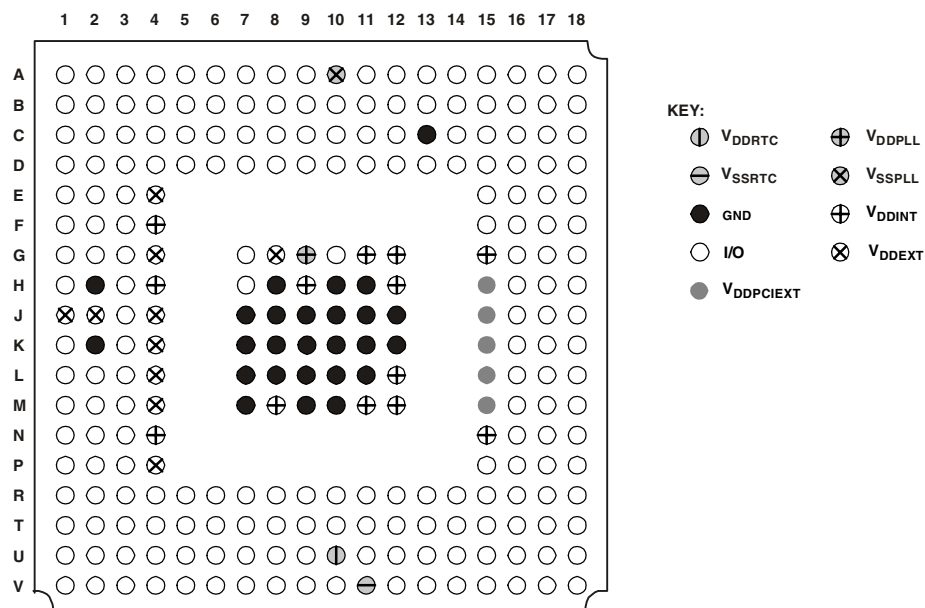 1 2 3 4 5 6 7 8 9 10 11 12 13 14 15 16 17 18
A
B
C
D
E
F
G
H
J
K
L
M
N
P
R
T
U
V
KEY:
VDDRTC VDDPLL
VSSRTC VSSPLL
GND VDDINT
I/O VDDEXT
VDDPCIEXT